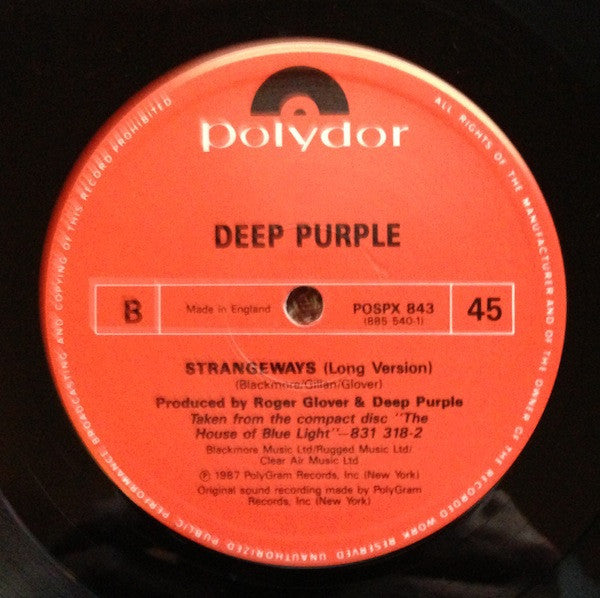 polydor
DEEP PURPLE
B
Made in England
POSPX 843
(885 540-1)
45
STRANGEWAYS (Long Version)
(Blackmore/Gillan/Glover)
Produced by Roger Glover & Deep Purple
Taken from the compact disc "The
House of Blue Light"—831 318-2
Blackmore Music Ltd/Rugged Music Ltd/
Clear Air Music Ltd
℗ 1987 PolyGram Records, Inc (New York)
Original sound recording made by PolyGram
Records, Inc (New York)
ALL RIGHTS OF THE MANUFACTURER AND OF THE OWNER OF THE RECORDED WORK RESERVED UNAUTHORIZED PUBLIC PERFORMANCE BROADCASTING AND COPYING OF THIS RECORD PROHIBITED